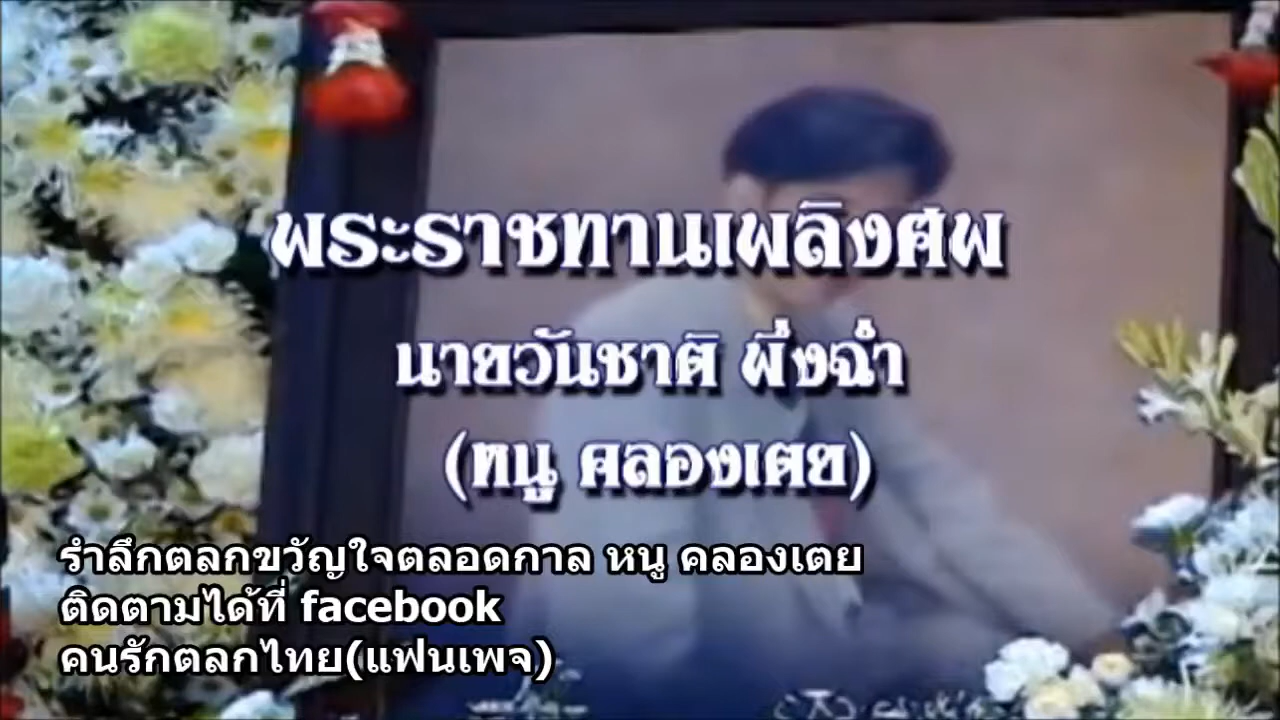 พระราชทานเพลิงศพ
นายวันชาติ พึ่งฉ่ำ
(หนู คลองเตย)
รำลึกตลกขวัญใจตลอดกาล หนู คลองเตย
ติดตามได้ที่ facebook
คนรักตลกไทย(แฟนเพจ)